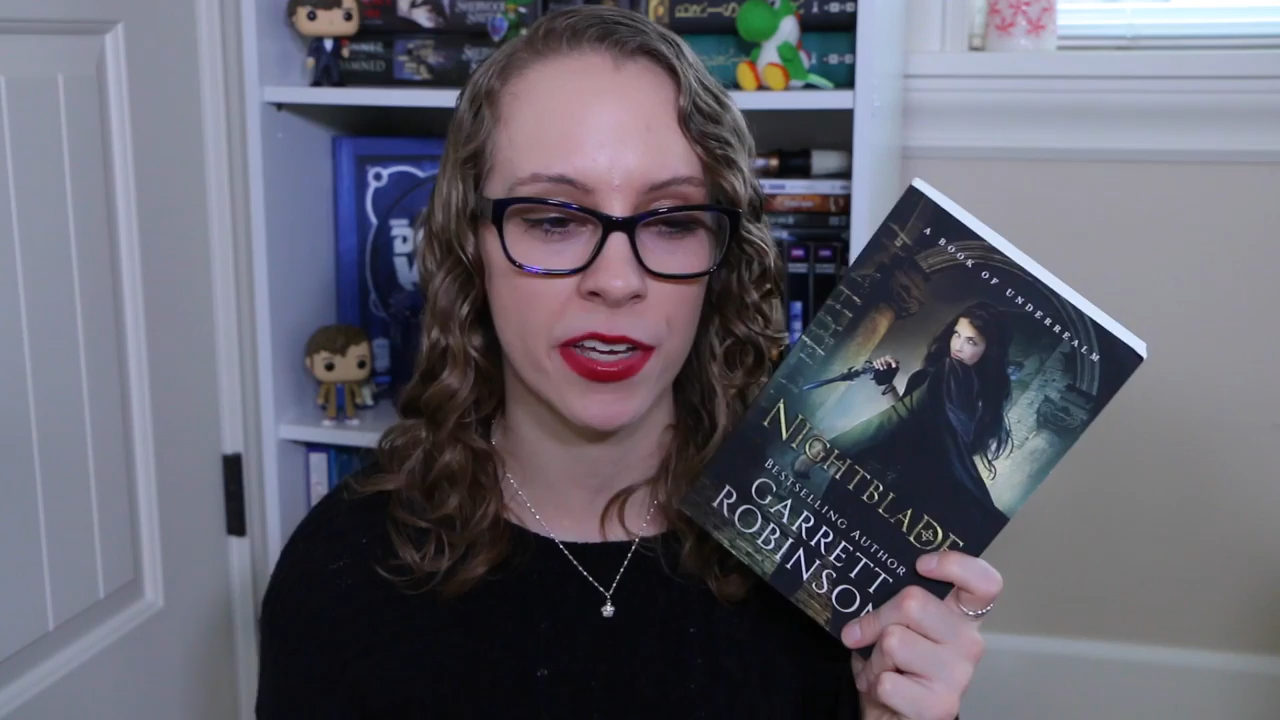 A BOOK OF UNDERREALM
NIGHTBLADE
BESTSELLING AUTHOR
GARRETT
ROBINSON